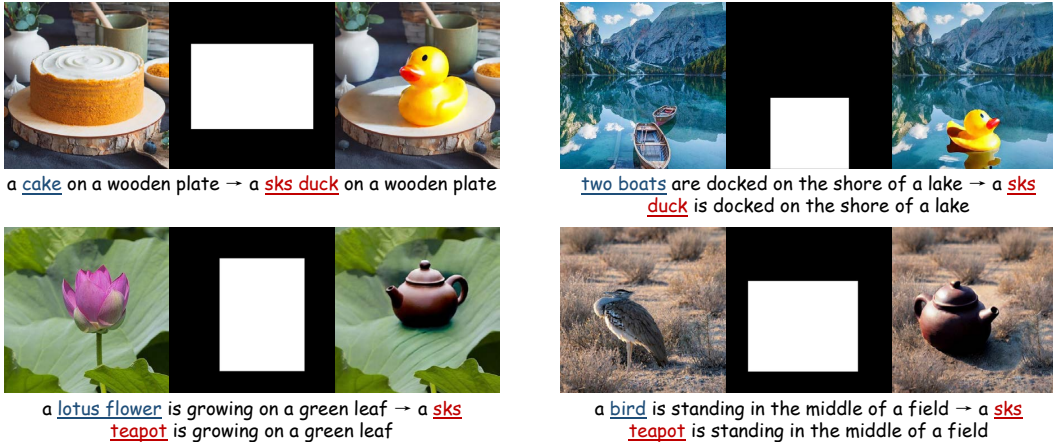 a cake on a wooden plate → a sks duck on a wooden plate
two boats are docked on the shore of a lake → a sks
duck is docked on the shore of a lake
a lotus flower is growing on a green leaf → a sks
teapot is growing on a green leaf
a bird is standing in the middle of a field → a sks
teapot is standing in the middle of a field